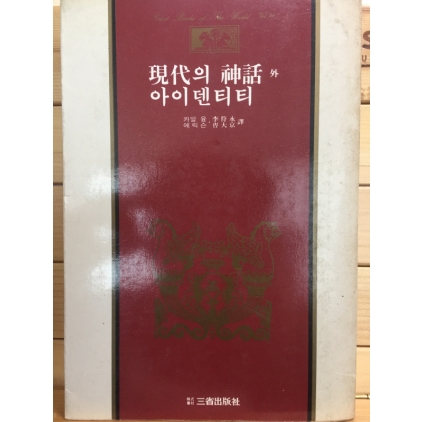 現代의 神話 外
아이덴티티
카알 융 李符永
에릭슨 曺大京 譯
三省出版社